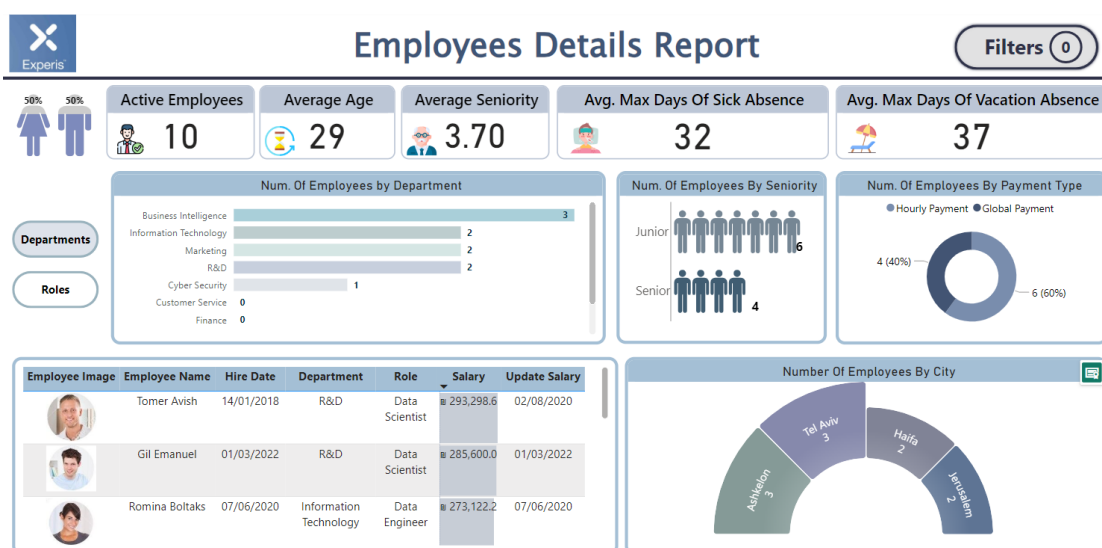 Experis
Employees Details Report
Filters 0
50% 50%
Active Employees
10
Average Age
29
Average Seniority
3.70
Avg. Max Days Of Sick Absence
32
Avg. Max Days Of Vacation Absence
37
Departments
Roles
Num. Of Employees by Department
Business Intelligence 3
Information Technology 2
Marketing 2
R&D 2
Cyber Security 1
Customer Service 0
Finance 0
Num. Of Employees By Seniority
Junior 6
Senior 4
Num. Of Employees By Payment Type
Hourly Payment Global Payment
4 (40%)
6 (60%)
Employee Image Employee Name Hire Date Department Role Salary Update Salary
Tomer Avish 14/01/2018 R&D Data ₪ 293,298.6 02/08/2020
Scientist
Gil Emanuel 01/03/2022 R&D Data ₪ 285,600.0 01/03/2022
Scientist
Romina Boltaks 07/06/2020 Information Data ₪ 273,122.2 07/06/2020
Technology Engineer
Number Of Employees By City
Ashkelon
3
Tel Aviv
3
Haifa
2
Jerusalem
2